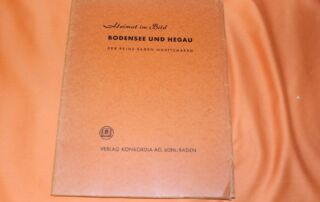 Heimat im Bild
BODENSEE UND HEGAU
DER REIHE BADEN-WÜRTTEMBERG
VERLAG KONKORDIA AG. BÜHL/BADEN